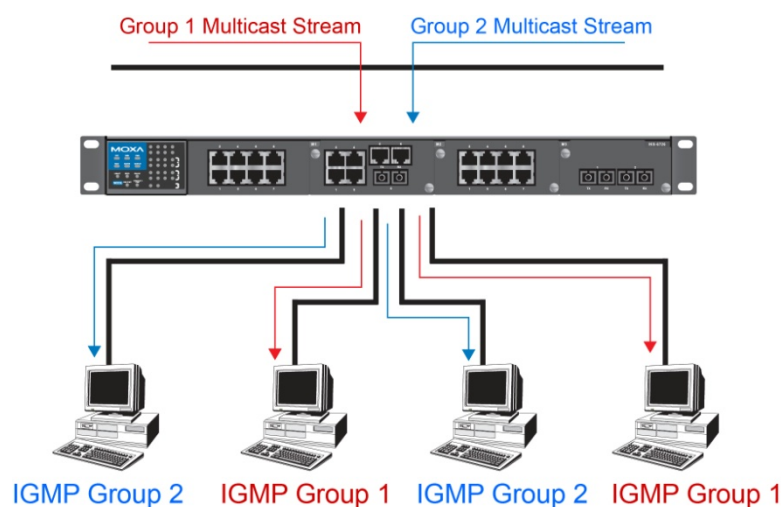 Group 1 Multicast Stream
Group 2 Multicast Stream
MOXA
IGMP Group 2
IGMP Group 1
IGMP Group 2
IGMP Group 1